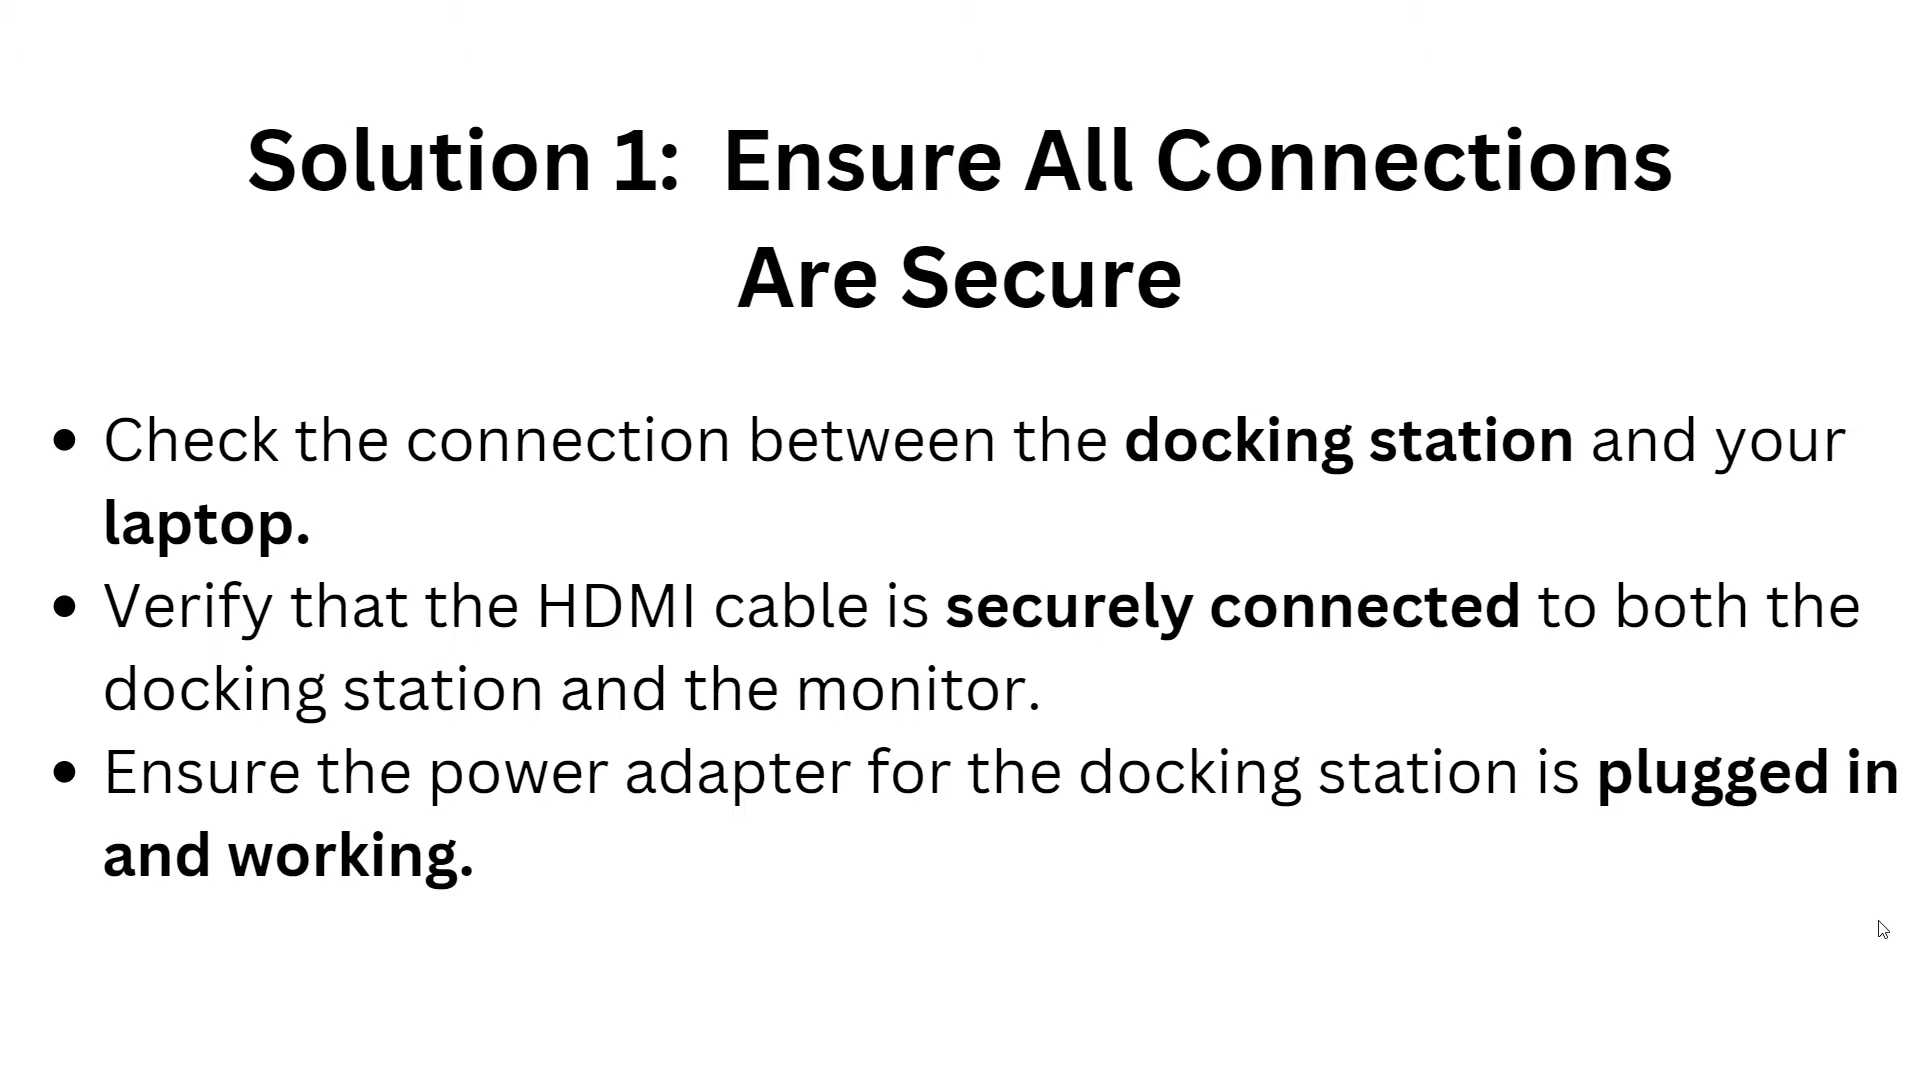 Solution 1:  Ensure All Connections
Are Secure
• Check the connection between the docking station and your
laptop.
• Verify that the HDMI cable is securely connected to both the
docking station and the monitor.
• Ensure the power adapter for the docking station is plugged in
and working.